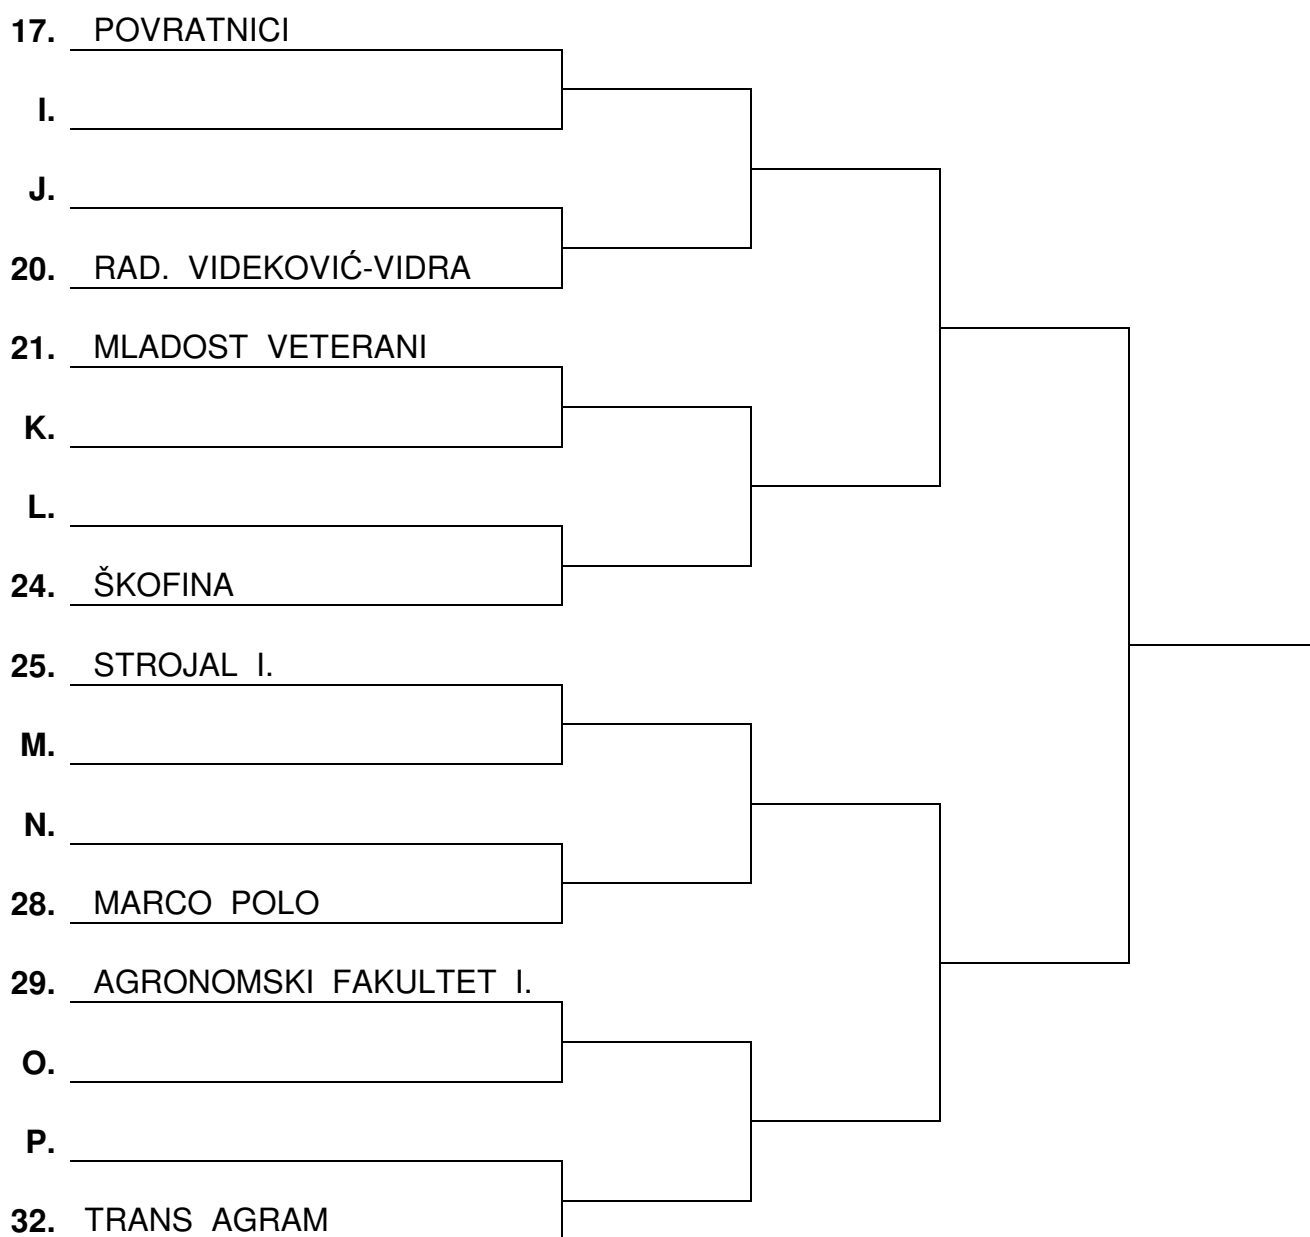 17. POVRATNICI
I.
J.
20. RAD. VIDEKOVIĆ-VIDRA
21. MLADOST VETERANI
K.
L.
24. ŠKOFINA
25. STROJAL I.
M.
N.
28. MARCO POLO
29. AGRONOMSKI FAKULTET I.
O.
P.
32. TRANS AGRAM